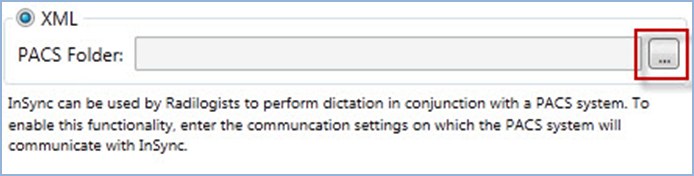 XML
PACS Folder:
...
InSync can be used by Radilogists to perform dictation in conjunction with a PACS system. To
enable this functionality, enter the communcation settings on which the PACS system will
communicate with InSync.